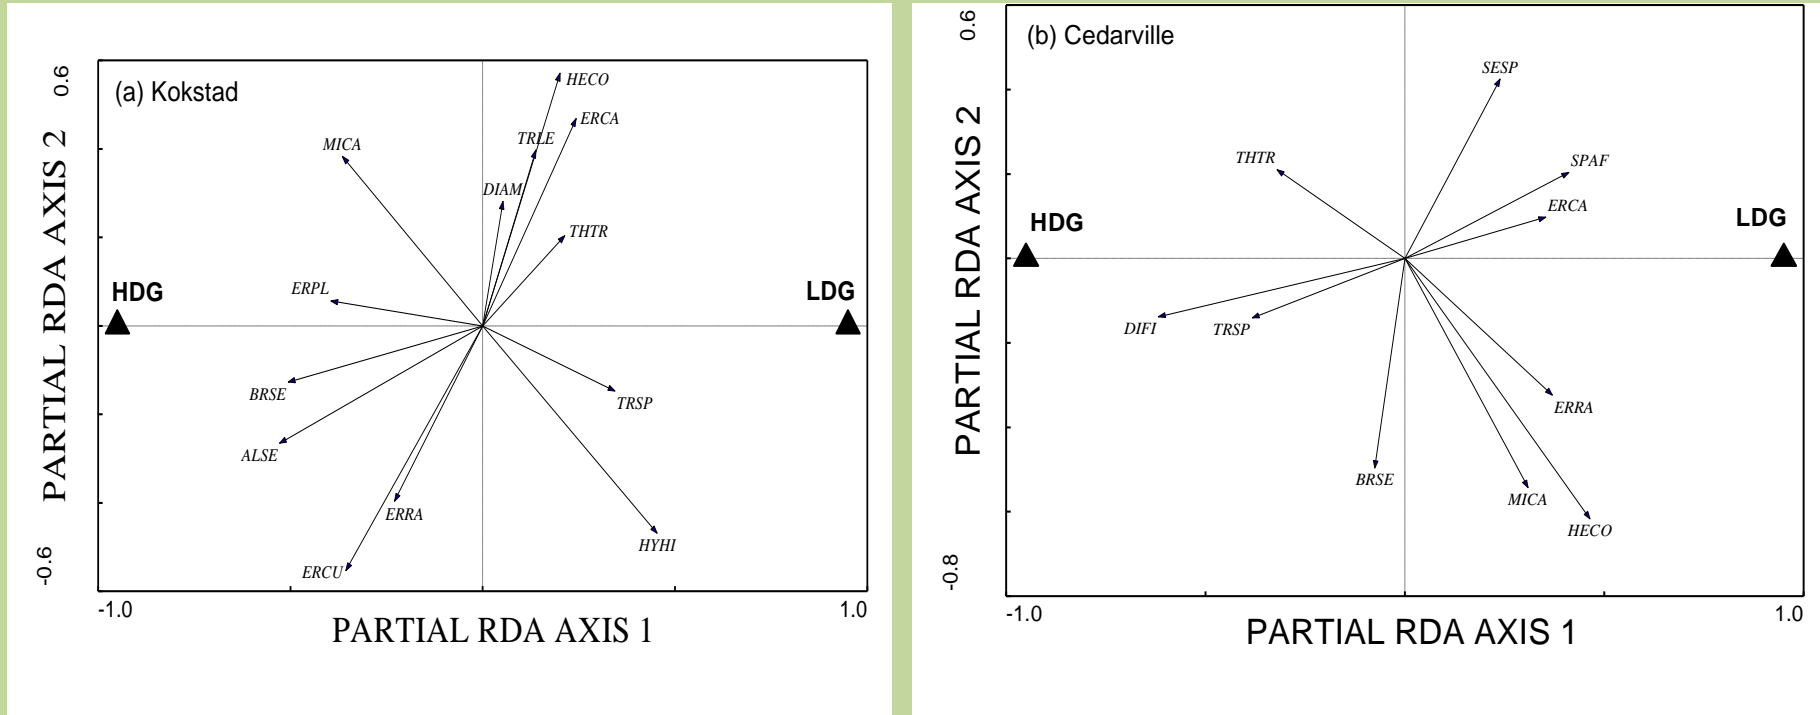 (a) Kokstad
0.6
PARTIAL RDA AXIS 2
-0.6
HECO
ERCA
TRLE
MICA
DIAM
THTR
ERPL
HDG
LDG
BRSE
TRSP
ALSE
ERRA
HYHI
ERCU
-1.0
1.0
PARTIAL RDA AXIS 1
(b) Cedarville
0.6
PARTIAL RDA AXIS 2
-0.8
SESP
THTR
SPAF
ERCA
HDG
LDG
DIFI
TRSP
ERRA
BRSE
MICA
HECO
-1.0
1.0
PARTIAL RDA AXIS 1